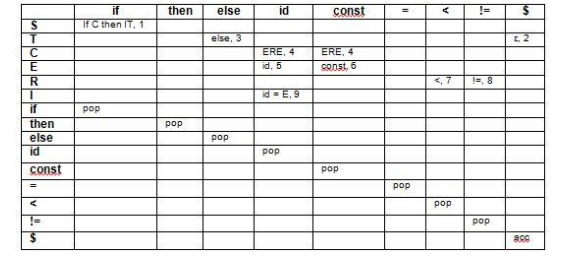 if then else id const = < != $
S If C then IT, 1
T else, 3 ε, 2
C ERE, 4 ERE, 4
E id, 5 const, 6
R <, 7 !=, 8
I id = E, 9
if pop
then pop
else pop
id pop
const pop
= pop
< pop
!= pop
$ acc